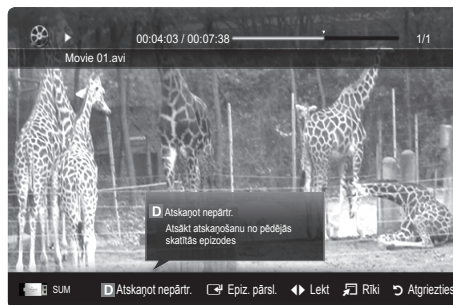 00:04:03 / 00:07:38 1/1
Movie 01.avi
D Atskaņot nepārtr.
Atsākt atskaņošanu no pēdējās
skatītās epizodes
SUM D Atskaņot nepārtr. Epiz. pārsl. Lekt Rīki Atgriezties